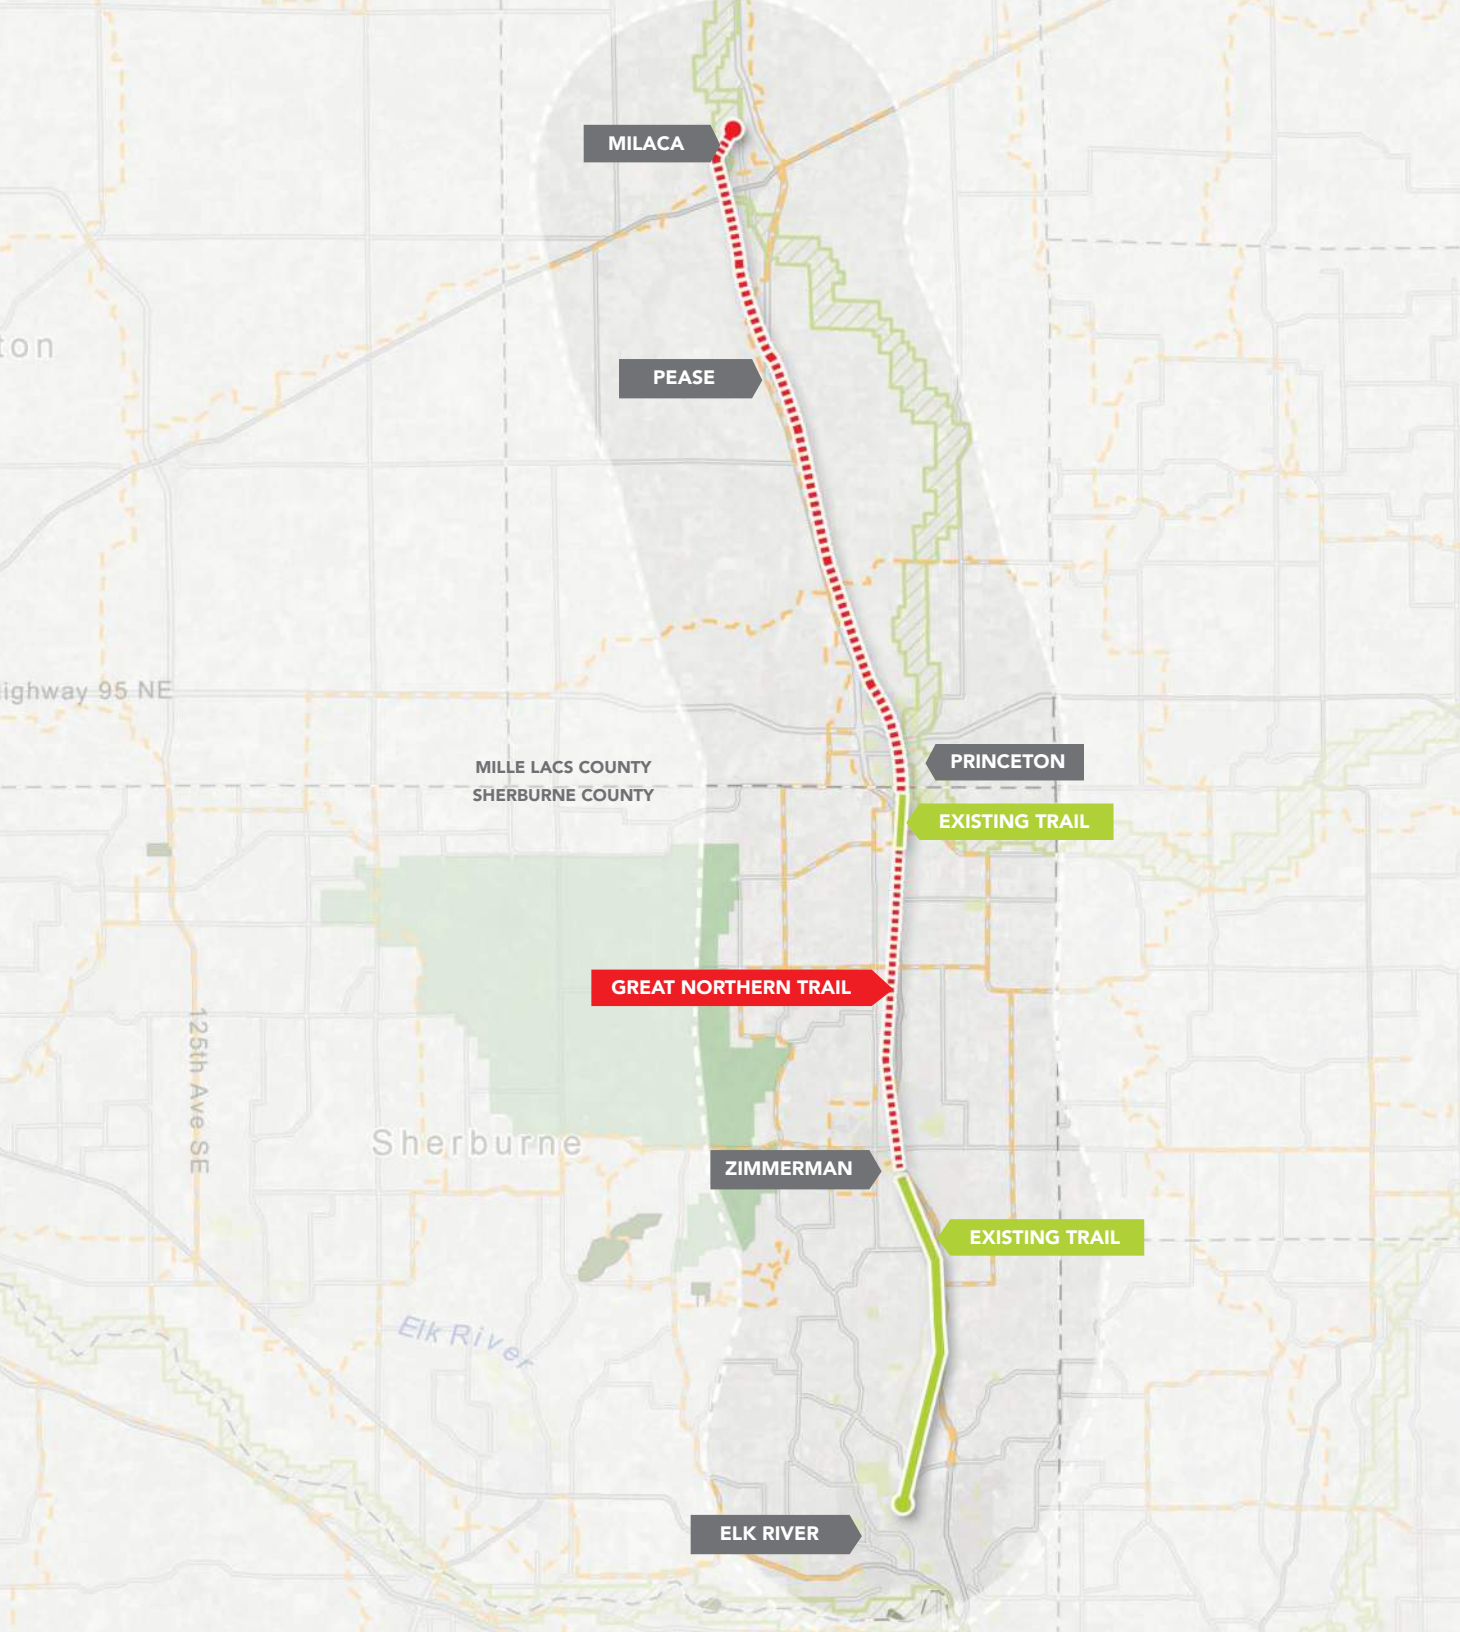 MILACA
ton
PEASE
ighway 95 NE
PRINCETON
MILLE LACS COUNTY
SHERBURNE COUNTY
EXISTING TRAIL
GREAT NORTHERN TRAIL
125th Ave SE
Sherburne
ZIMMERMAN
EXISTING TRAIL
Elk River
ELK RIVER